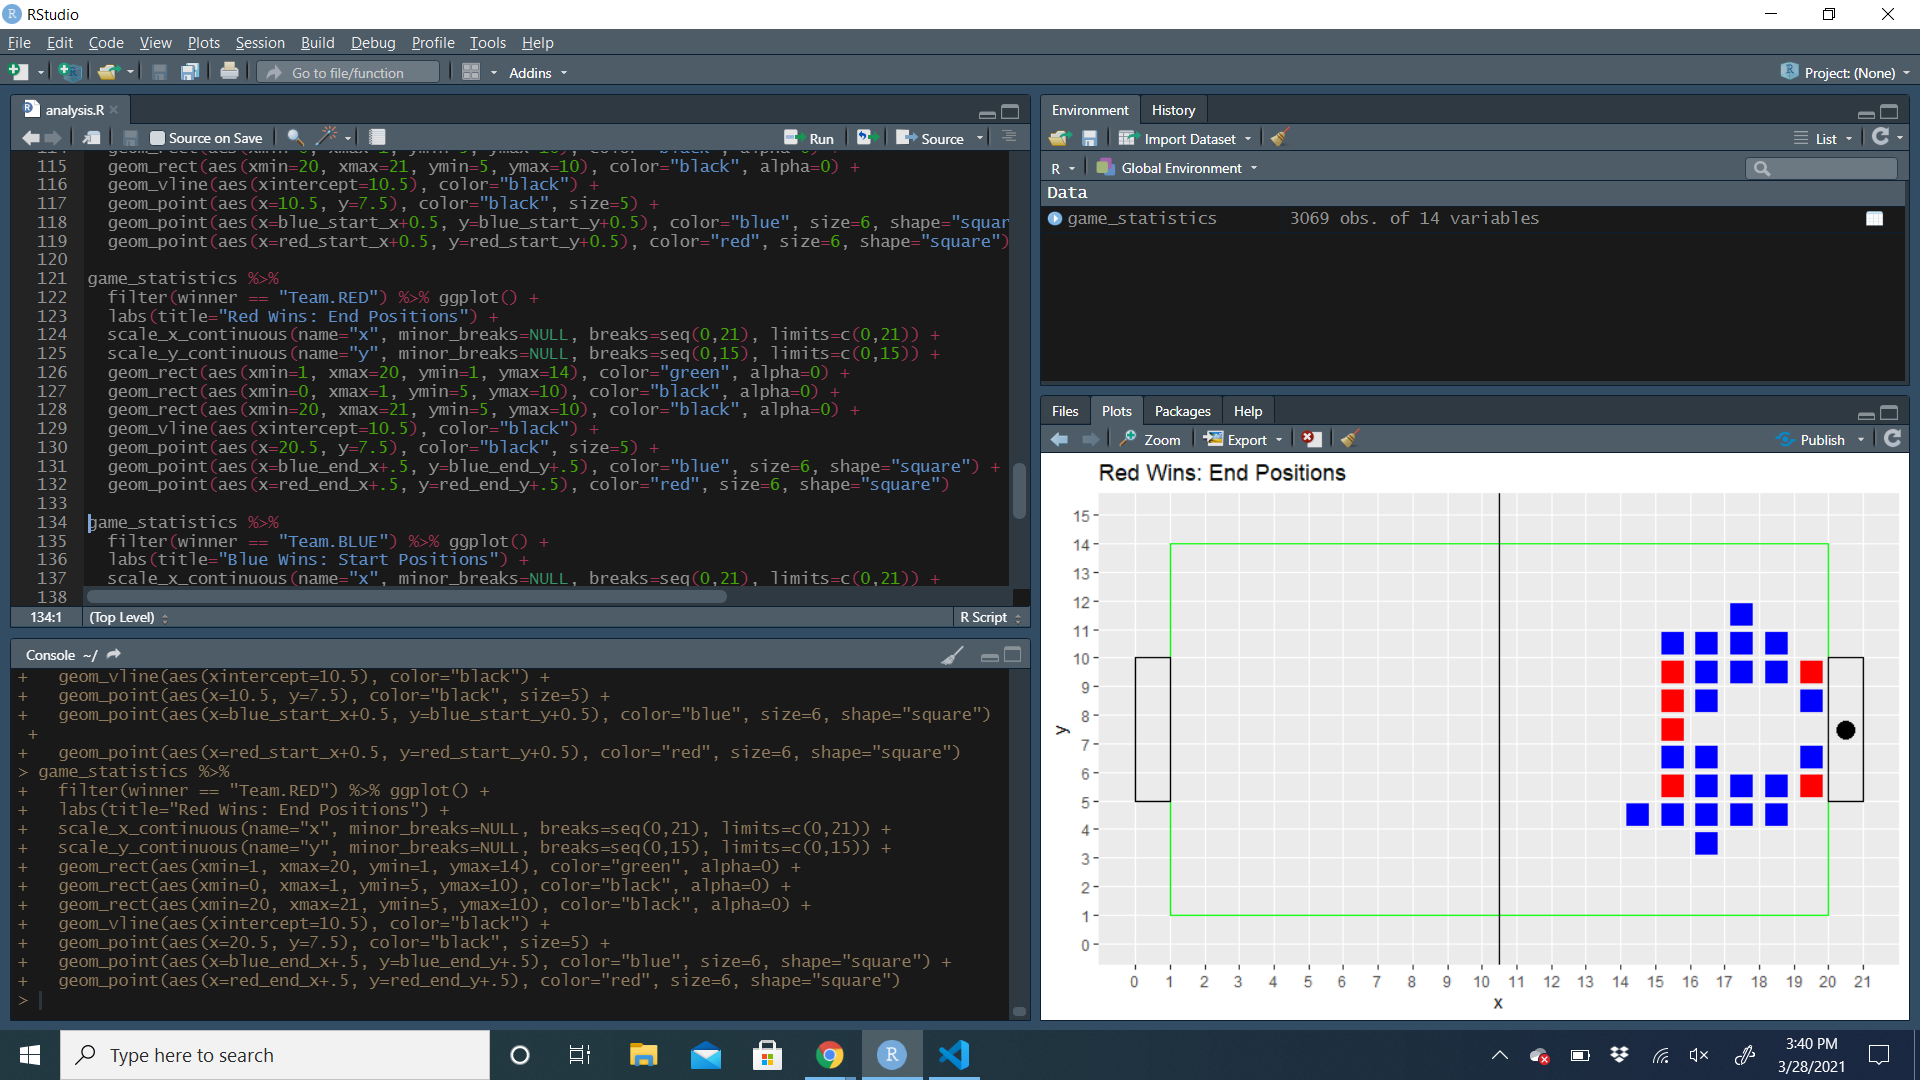 RStudio
File Edit Code View Plots Session Build Debug Profile Tools Help
Go to file/function Addins Project: (None)
analysis.R
Source on Save Run Source
115 geom_rect(aes(xmin=20, xmax=21, ymin=5, ymax=10), color="black", alpha=0) +
116 geom_vline(aes(xintercept=10.5), color="black") +
117 geom_point(aes(x=10.5, y=7.5), color="black", size=5) +
118 geom_point(aes(x=blue_start_x+0.5, y=blue_start_y+0.5), color="blue", size=6, shape="squar
119 geom_point(aes(x=red_start_x+0.5, y=red_start_y+0.5), color="red", size=6, shape="square")
120
121 game_statistics %>%
122 filter(winner == "Team.RED") %>% ggplot() +
123 labs(title="Red Wins: End Positions") +
124 scale_x_continuous(name="x", minor_breaks=NULL, breaks=seq(0,21), limits=c(0,21)) +
125 scale_y_continuous(name="y", minor_breaks=NULL, breaks=seq(0,15), limits=c(0,15)) +
126 geom_rect(aes(xmin=1, xmax=20, ymin=1, ymax=14), color="green", alpha=0) +
127 geom_rect(aes(xmin=0, xmax=1, ymin=5, ymax=10), color="black", alpha=0) +
128 geom_rect(aes(xmin=20, xmax=21, ymin=5, ymax=10), color="black", alpha=0) +
129 geom_vline(aes(xintercept=10.5), color="black") +
130 geom_point(aes(x=20.5, y=7.5), color="black", size=5) +
131 geom_point(aes(x=blue_end_x+.5, y=blue_end_y+.5), color="blue", size=6, shape="square") +
132 geom_point(aes(x=red_end_x+.5, y=red_end_y+.5), color="red", size=6, shape="square")
133
134 game_statistics %>%
135 filter(winner == "Team.BLUE") %>% ggplot() +
136 labs(title="Blue Wins: Start Positions") +
137 scale_x_continuous(name="x", minor_breaks=NULL, breaks=seq(0,21), limits=c(0,21)) +
138
134:1 (Top Level) R Script
Console ~/
+ geom_vline(aes(xintercept=10.5), color="black") +
+ geom_point(aes(x=10.5, y=7.5), color="black", size=5) +
+ geom_point(aes(x=blue_start_x+0.5, y=blue_start_y+0.5), color="blue", size=6, shape="square")
+
+ geom_point(aes(x=red_start_x+0.5, y=red_start_y+0.5), color="red", size=6, shape="square")
> game_statistics %>%
+ filter(winner == "Team.RED") %>% ggplot() +
+ labs(title="Red Wins: End Positions") +
+ scale_x_continuous(name="x", minor_breaks=NULL, breaks=seq(0,21), limits=c(0,21)) +
+ scale_y_continuous(name="y", minor_breaks=NULL, breaks=seq(0,15), limits=c(0,15)) +
+ geom_rect(aes(xmin=1, xmax=20, ymin=1, ymax=14), color="green", alpha=0) +
+ geom_rect(aes(xmin=0, xmax=1, ymin=5, ymax=10), color="black", alpha=0) +
+ geom_rect(aes(xmin=20, xmax=21, ymin=5, ymax=10), color="black", alpha=0) +
+ geom_vline(aes(xintercept=10.5), color="black") +
+ geom_point(aes(x=20.5, y=7.5), color="black", size=5) +
+ geom_point(aes(x=blue_end_x+.5, y=blue_end_y+.5), color="blue", size=6, shape="square") +
+ geom_point(aes(x=red_end_x+.5, y=red_end_y+.5), color="red", size=6, shape="square")
>
Environment History
Import Dataset List
R Global Environment
Data
game_statistics 3069 obs. of 14 variables
Files Plots Packages Help
Zoom Export Publish
Red Wins: End Positions
15
14
13
12
11
10
9
8
7
6
5
4
3
2
1
0
y
0 1 2 3 4 5 6 7 8 9 10 11 12 13 14 15 16 17 18 19 20 21
x
Type here to search
3:40 PM
3/28/2021